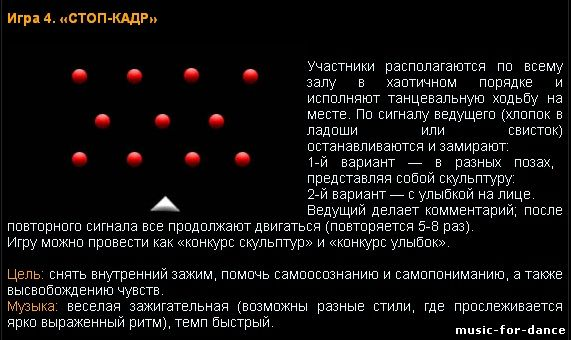 Игра 4. «СТОП-КАДР»
Участники располагаются по всему
залу в хаотичном порядке и
исполняют танцевальную ходьбу на
месте. По сигналу ведущего (хлопок в
ладоши или свисток)
останавливаются и замирают:
1-й вариант — в разных позах,
представляя собой скульптуру:
2-й вариант — с улыбкой на лице.
Ведущий делает комментарий; после
повторного сигнала все продолжают двигаться (повторяется 5-8 раз).
Игру можно провести как «конкурс скульптур» и «конкурс улыбок».
Цель: снять внутренний зажим, помочь самоосознанию и самопониманию, а также
высвобождению чувств.
Музыка: веселая зажигательная (возможны разные стили, где прослеживается
ярко выраженный ритм), темп быстрый.
music-for-dance